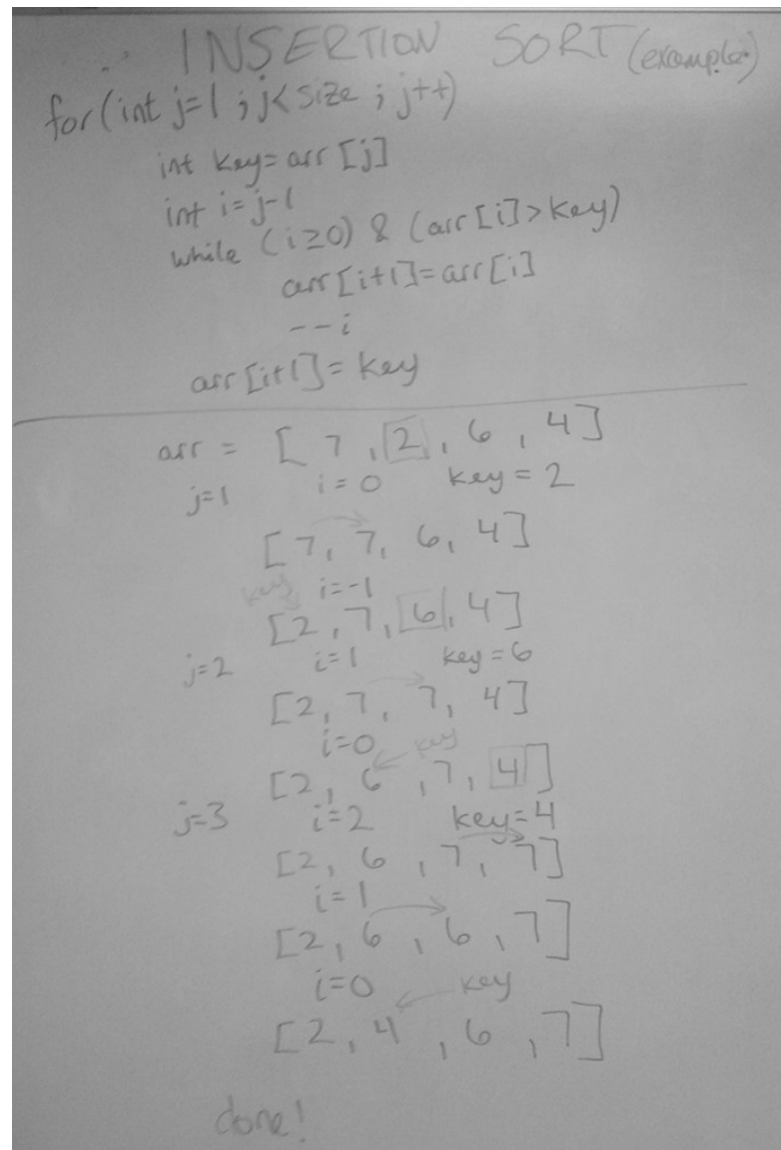 INSERTION SORT (example)
for(int j=1 ; j<size ; j++)
int key=arr [j]
int i=j-1
while (i≥0) & (arr[i]>key)
arr[i+1]=arr[i]
--i
arr[i+1]=key
arr = [ 7 , 2 , 6 , 4 ]
j=1 i=0 key=2
[7, 7, 6, 4]
key i=-1
[2, 7, 6, 4]
j=2 i=1 key=6
[2, 7, 7, 4]
i=0 key
[2, 6 , 7, 4]
j=3 i=2 key=4
[2, 6 , 7, 7]
i=1
[2, 6 , 6 , 7]
i=0 key
[2, 4 , 6 , 7]
done!